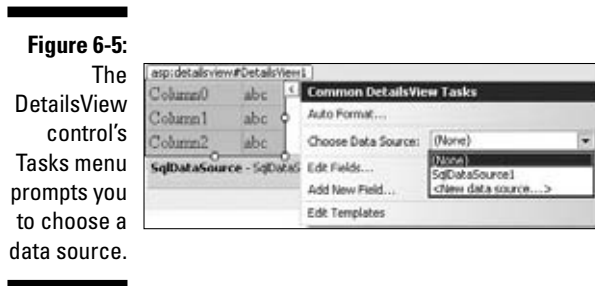 Figure 6-5:
The
DetailsView
control's
Tasks menu
prompts you
to choose a
data source.
asp:detailsview#DetailsView1
Column0 abc
Column1 abc
Column2 abc
SqlDataSource - SqlDataS
Common DetailsView Tasks
Auto Format...
Choose Data Source: (None)
(None)
SqlDataSource1
<New data source...>
Edit Fields...
Add New Field...
Edit Templates